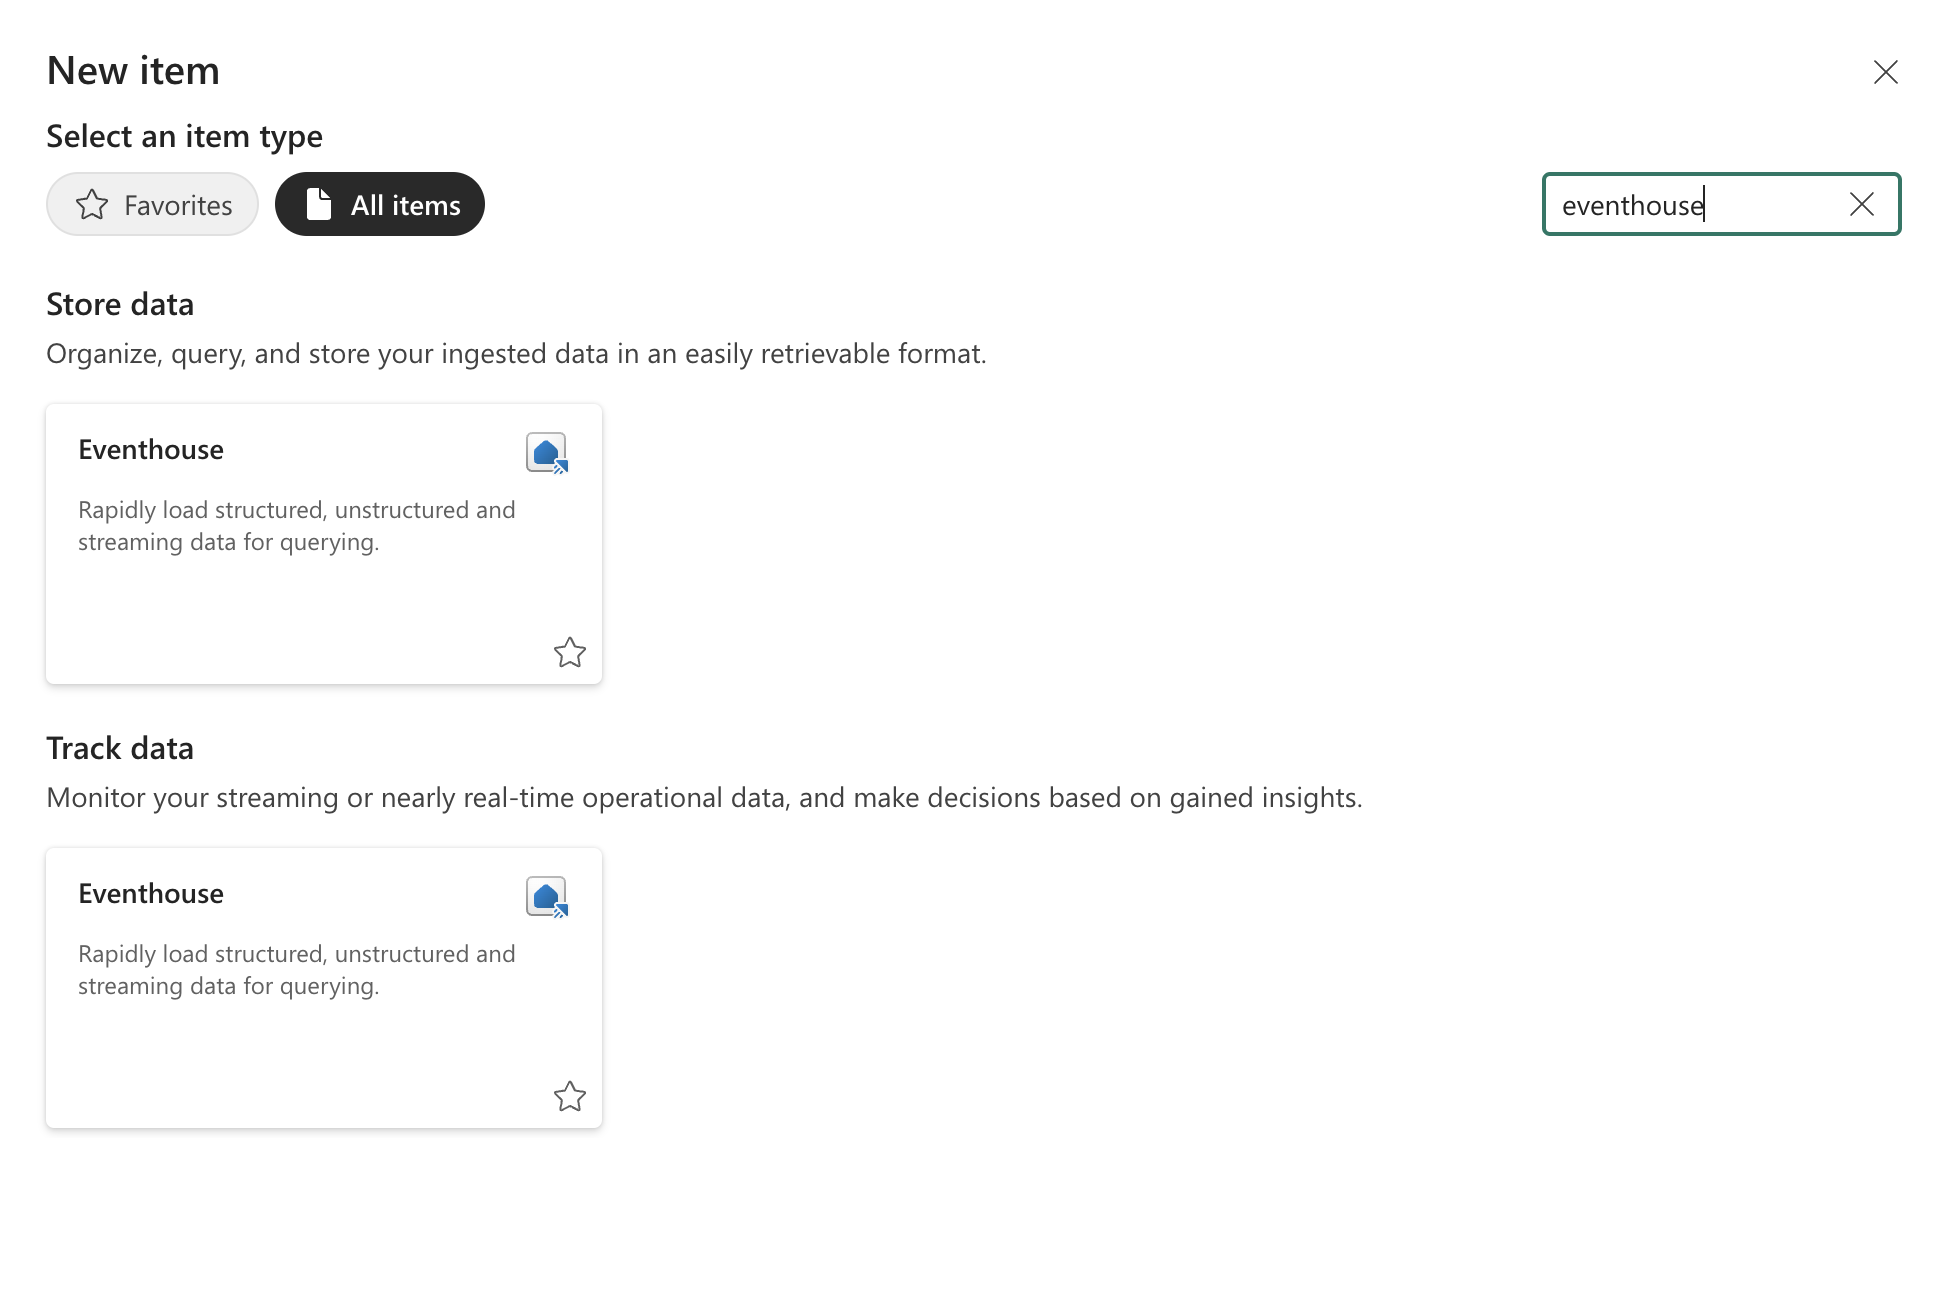 New item
Select an item type
Favorites
All items
eventhouse
Store data
Organize, query, and store your ingested data in an easily retrievable format.
Eventhouse
Rapidly load structured, unstructured and
streaming data for querying.
Track data
Monitor your streaming or nearly real-time operational data, and make decisions based on gained insights.
Eventhouse
Rapidly load structured, unstructured and
streaming data for querying.